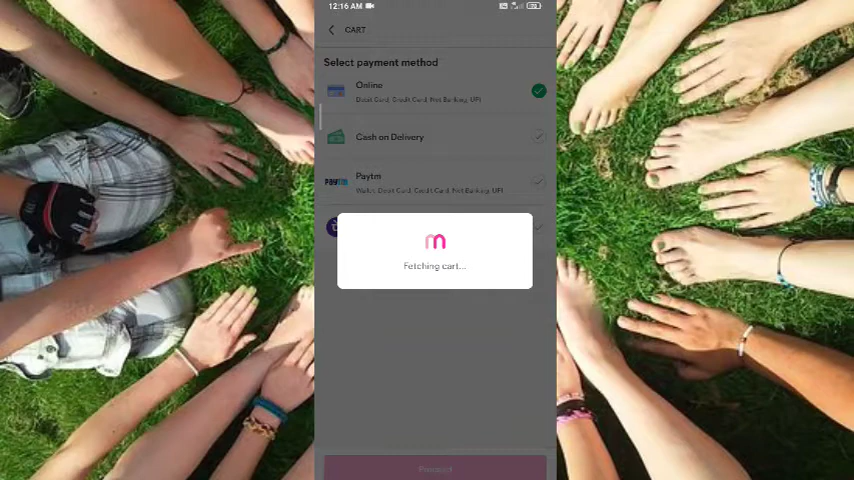 12:16 AM
CART
Select payment method
Online
Debit Card, Credit Card, Net Banking, UPI
Cash on Delivery
Paytm
Paytm
Wallet, Debit Card, Credit Card, Net Banking, UPI
Fetching cart...
Proceed